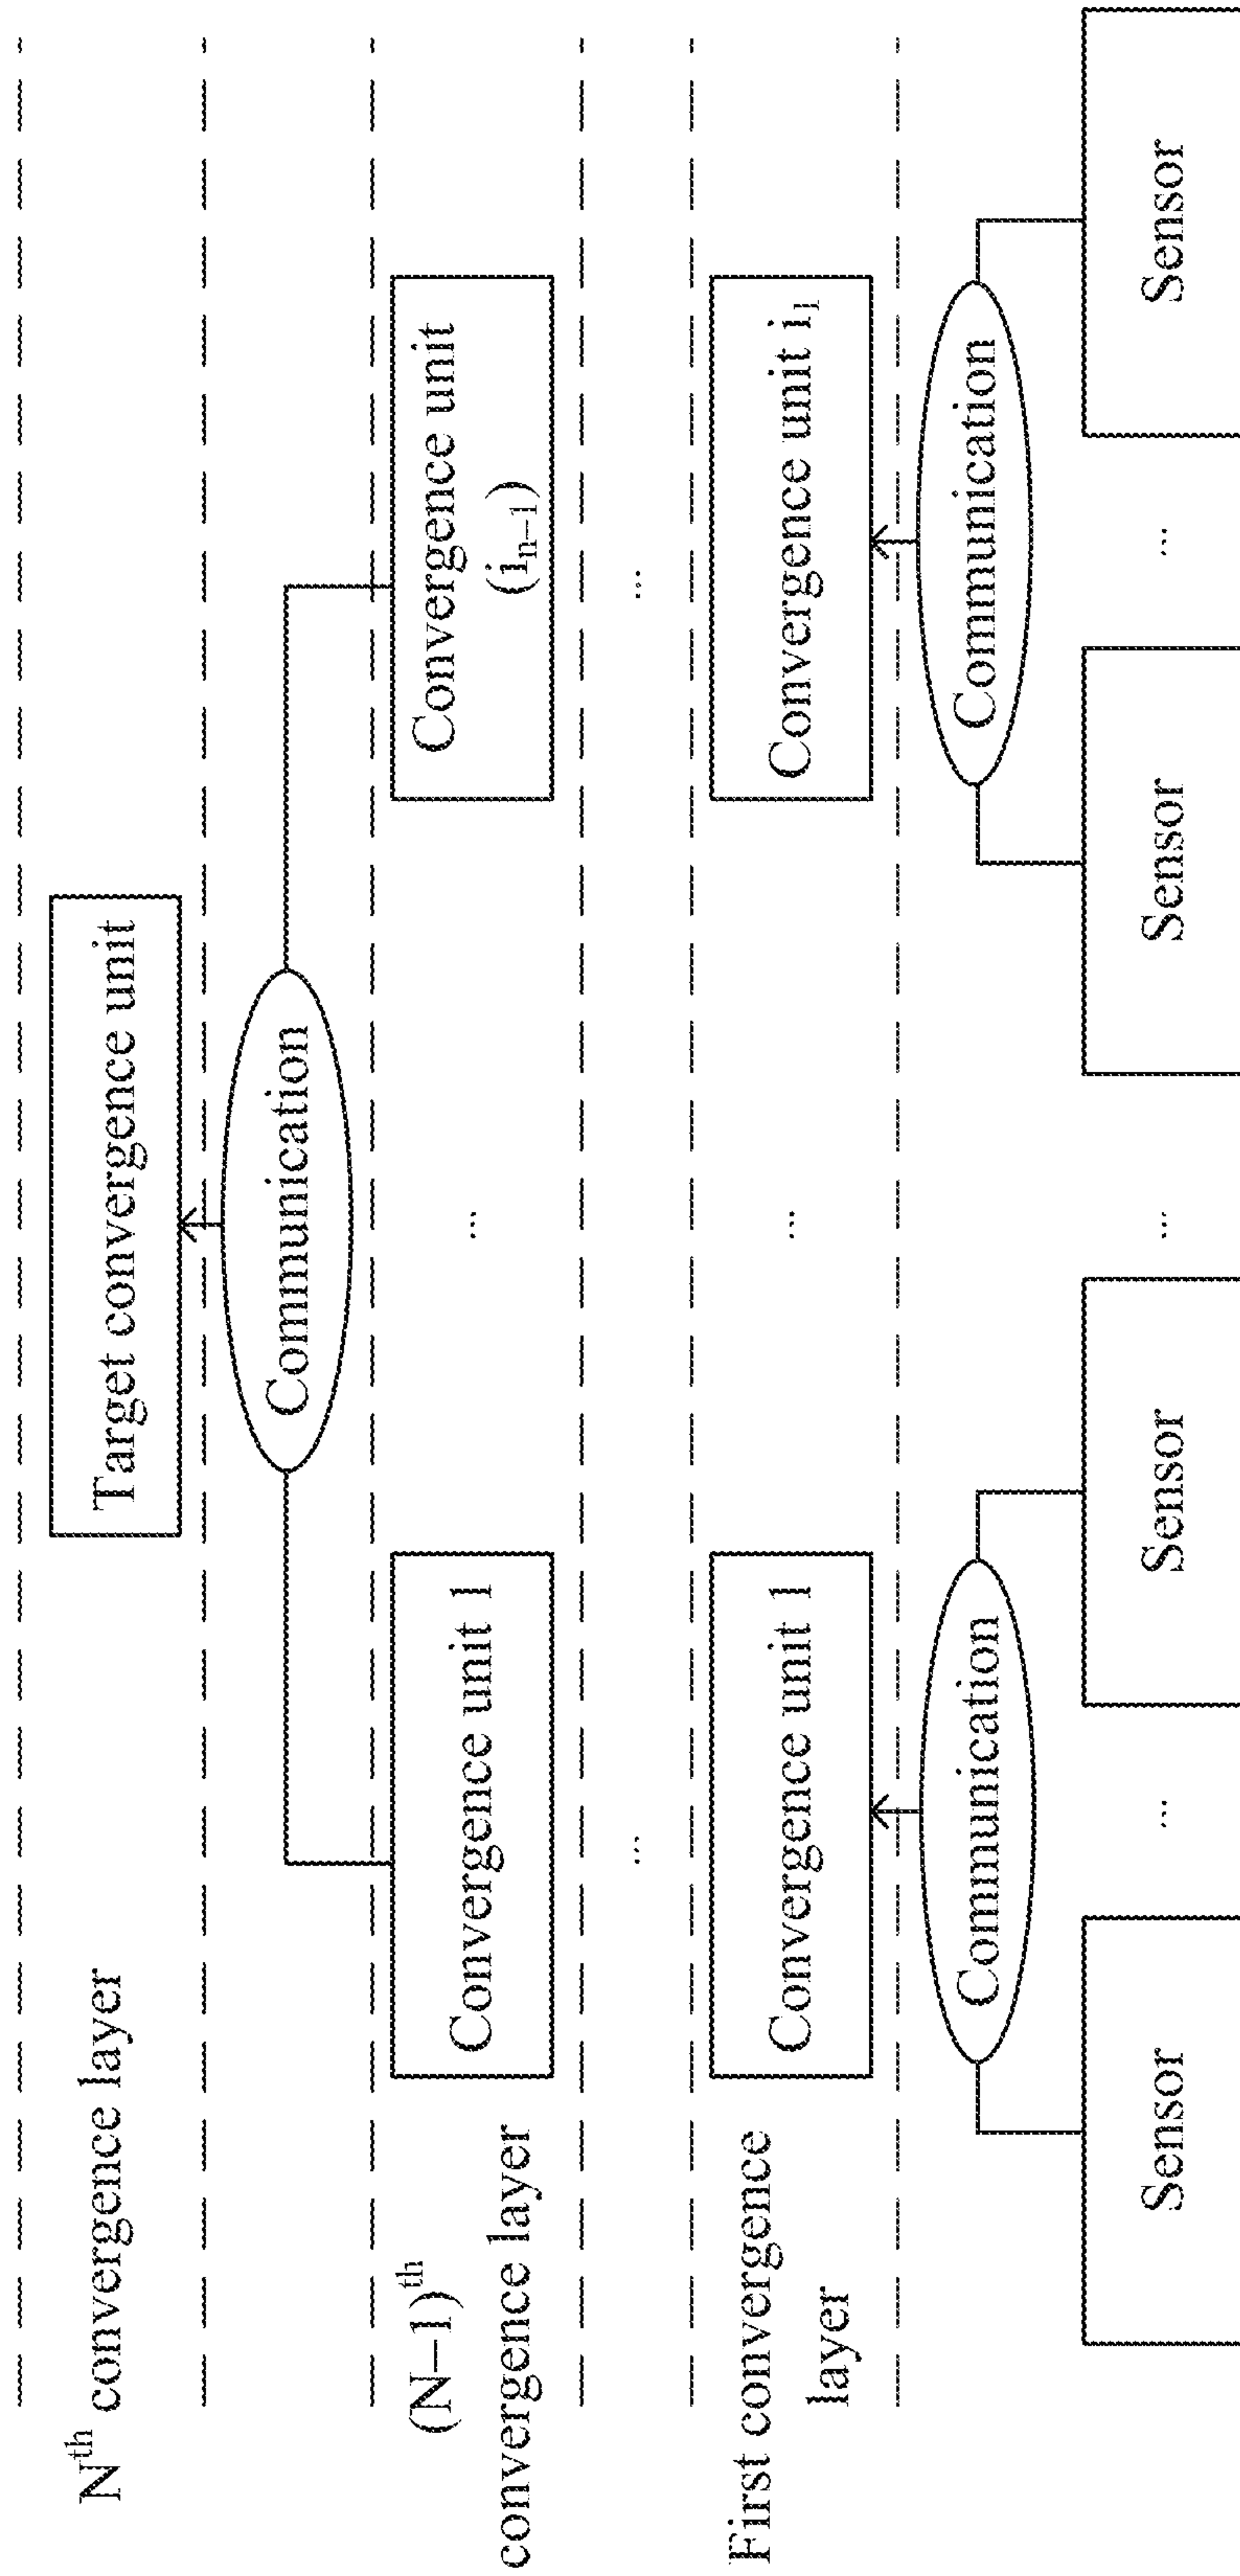 Nth convergence layer
Target convergence unit
Communication
(N–1)th
convergence layer
Convergence unit 1
...
Convergence unit
(in–1)
...
...
First convergence
layer
Convergence unit 1
...
Convergence unit i1
Communication
Communication
Sensor
...
Sensor
...
Sensor
...
Sensor